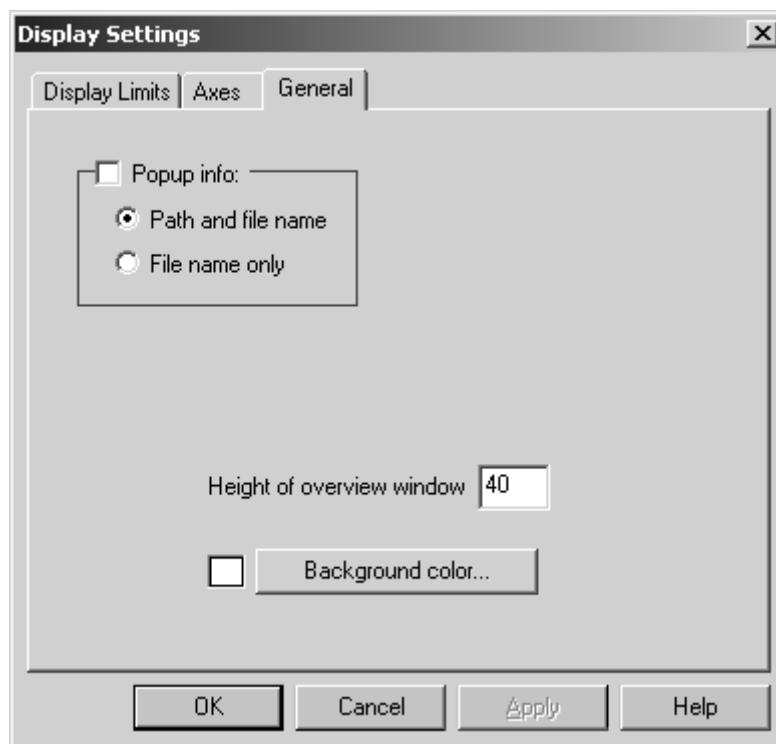 Display Settings
Display Limits Axes General
Popup info:
Path and file name
File name only
Height of overview window 40
Background color...
OK Cancel Apply Help